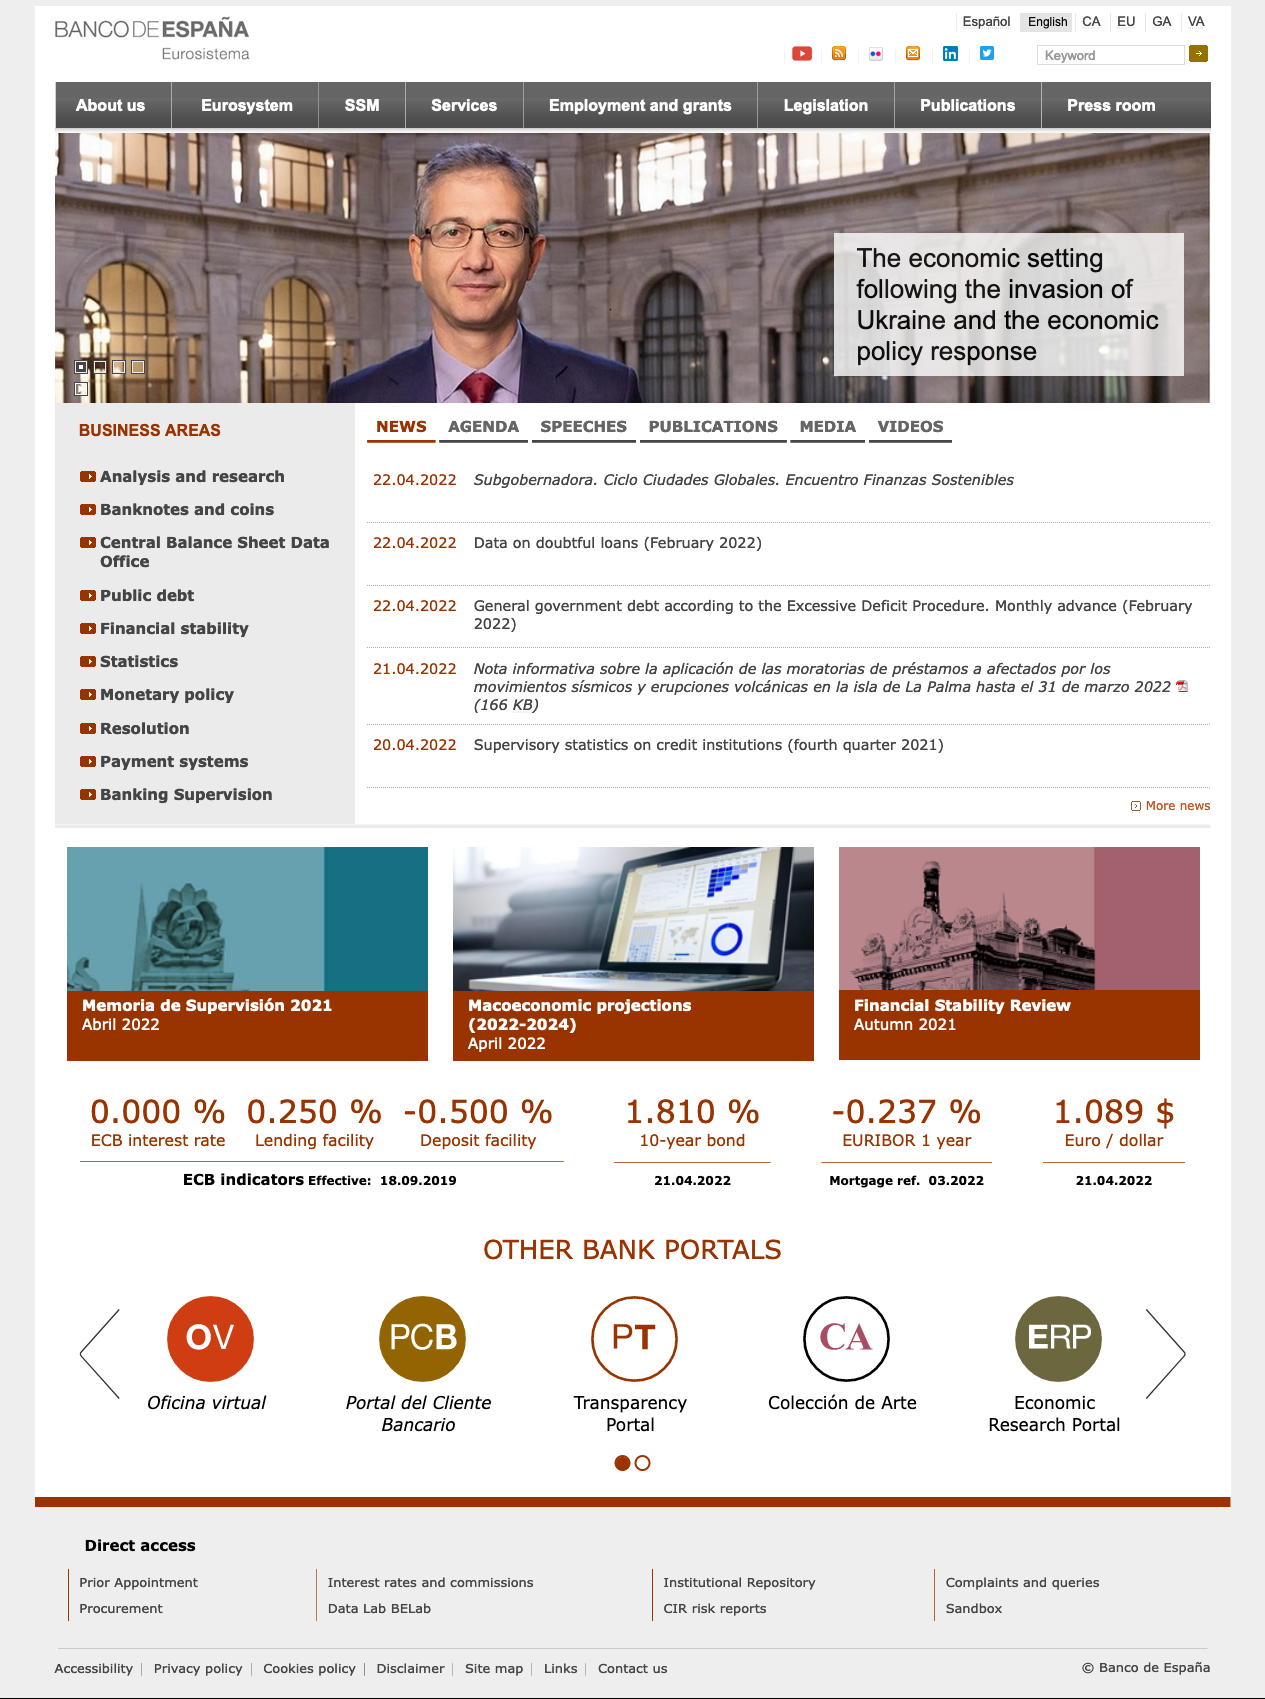 BANCO DE ESPAÑA
Eurosistema
Español English CA EU GA VA
Keyword
About us Eurosystem SSM Services Employment and grants Legislation Publications Press room
The economic setting
following the invasion of
Ukraine and the economic
policy response
BUSINESS AREAS
Analysis and research
Banknotes and coins
Central Balance Sheet Data
Office
Public debt
Financial stability
Statistics
Monetary policy
Resolution
Payment systems
Banking Supervision
NEWS AGENDA SPEECHES PUBLICATIONS MEDIA VIDEOS
22.04.2022 Subgobernadora. Ciclo Ciudades Globales. Encuentro Finanzas Sostenibles
22.04.2022 Data on doubtful loans (February 2022)
22.04.2022 General government debt according to the Excessive Deficit Procedure. Monthly advance (February
2022)
21.04.2022 Nota informativa sobre la aplicación de las moratorias de préstamos a afectados por los
movimientos sísmicos y erupciones volcánicas en la isla de La Palma hasta el 31 de marzo 2022
(166 KB)
20.04.2022 Supervisory statistics on credit institutions (fourth quarter 2021)
More news
Memoria de Supervisión 2021
Abril 2022
Macoeconomic projections
(2022-2024)
April 2022
Financial Stability Review
Autumn 2021
0.000 % 0.250 % -0.500 % 1.810 % -0.237 % 1.089 $
ECB interest rate Lending facility Deposit facility 10-year bond EURIBOR 1 year Euro / dollar
ECB indicators Effective: 18.09.2019 21.04.2022 Mortgage ref. 03.2022 21.04.2022
OTHER BANK PORTALS
OV PCB PT CA ERP
Oficina virtual
Portal del Cliente
Bancario
Transparency
Portal
Colección de Arte
Economic
Research Portal
Direct access
Prior Appointment Interest rates and commissions Institutional Repository Complaints and queries
Procurement Data Lab BELab CIR risk reports Sandbox
Accessibility Privacy policy Cookies policy Disclaimer Site map Links Contact us © Banco de España